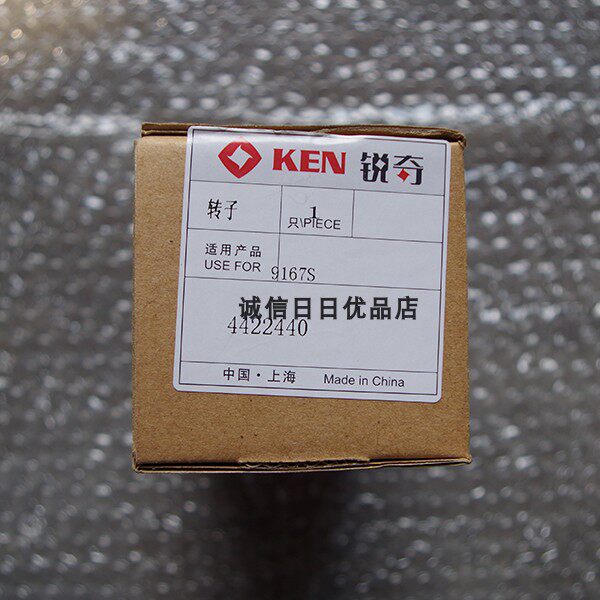 KEN 锐奇
转子 1
只\PIECE
适用产品
USE FOR 9167S
诚信日日优品店
4422440
中国·上海 Made in China